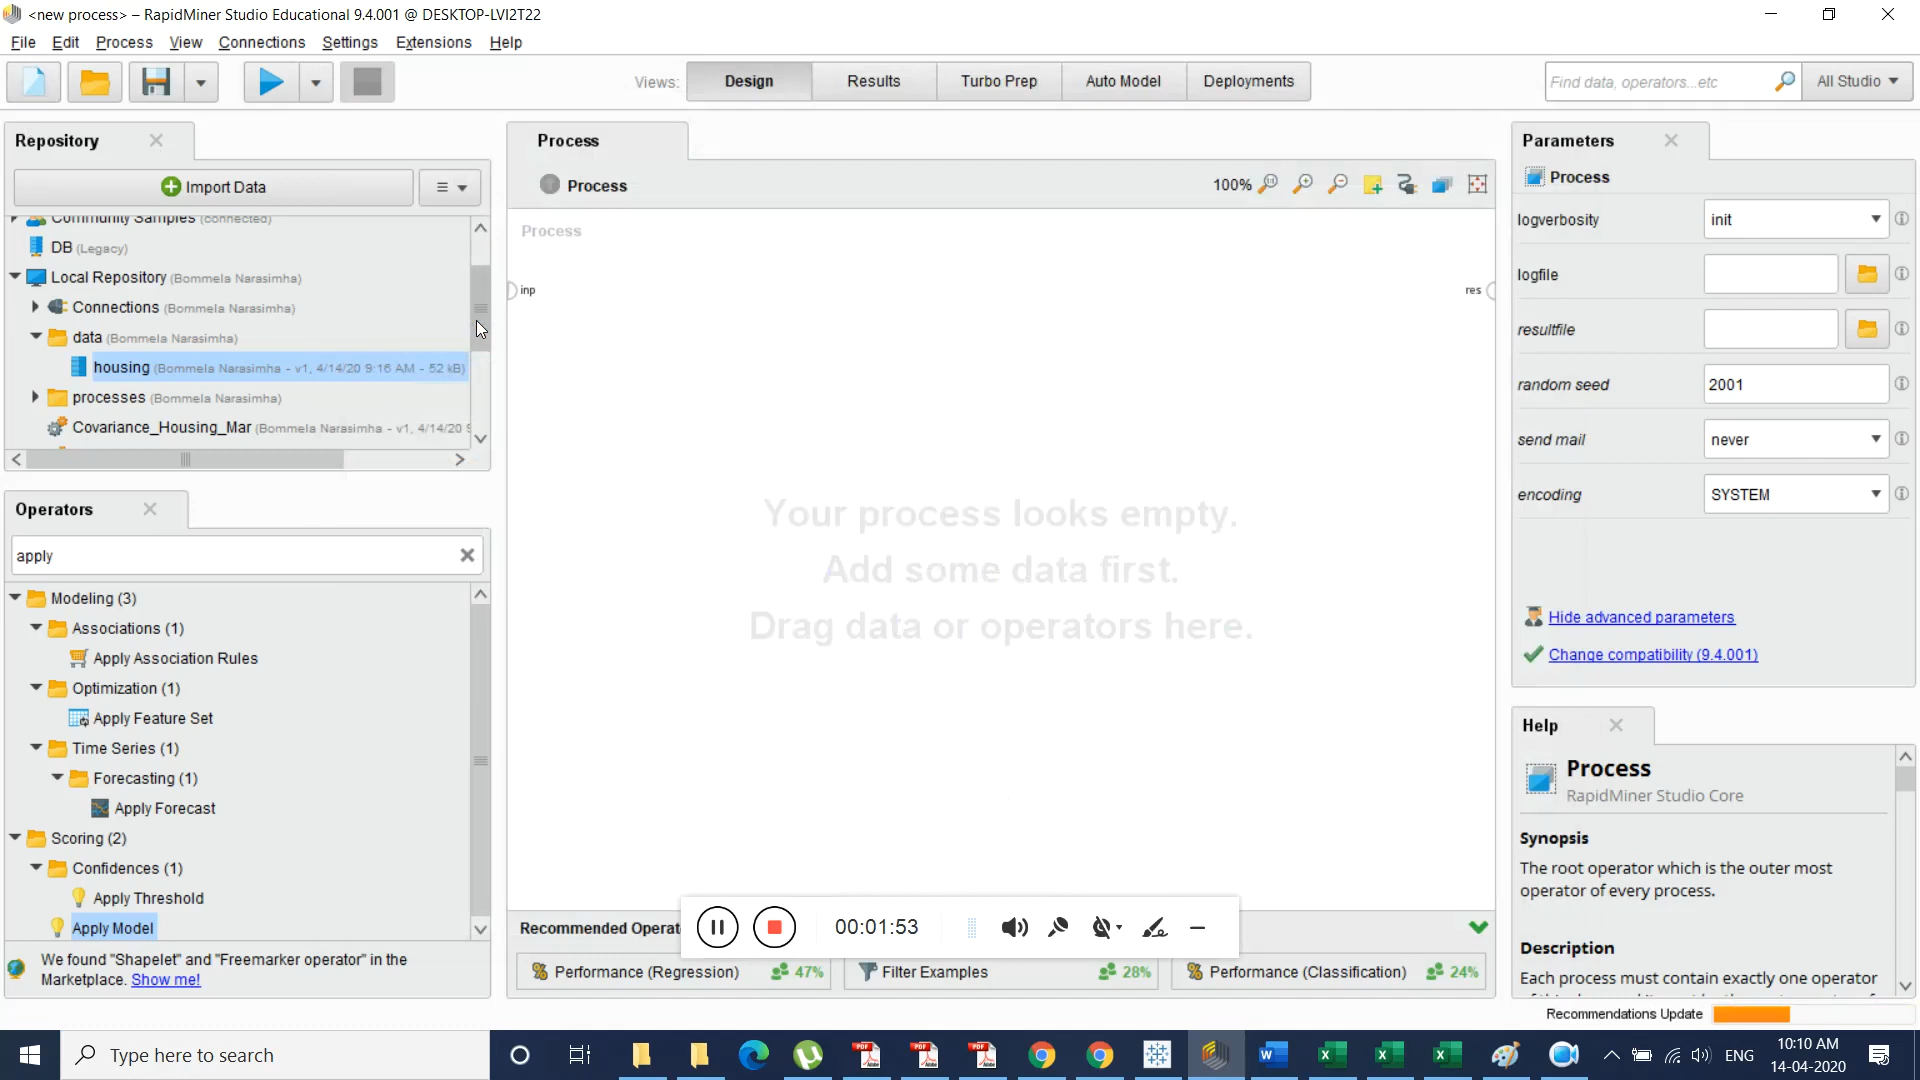 <new process> – RapidMiner Studio Educational 9.4.001 @ DESKTOP-LVI2T22
File Edit Process View Connections Settings Extensions Help
Views: Design Results Turbo Prep Auto Model Deployments
Find data, operators...etc All Studio
Repository
Import Data
Community Samples (connected)
DB (Legacy)
Local Repository (Bommela Narasimha)
Connections (Bommela Narasimha)
data (Bommela Narasimha)
housing (Bommela Narasimha - v1, 4/14/20 9:16 AM - 52 kB)
processes (Bommela Narasimha)
Covariance_Housing_Mar (Bommela Narasimha - v1, 4/14/20
Operators
apply
Modeling (3)
Associations (1)
Apply Association Rules
Optimization (1)
Apply Feature Set
Time Series (1)
Forecasting (1)
Apply Forecast
Scoring (2)
Confidences (1)
Apply Threshold
Apply Model
We found "Shapelet" and "Freemarker operator" in the
Marketplace. Show me!
Process
Process
100%
Process
inp
res
Your process looks empty.
Add some data first.
Drag data or operators here.
Recommended Operat
00:01:53
Performance (Regression) 47%
Filter Examples 28%
Performance (Classification) 24%
Parameters
Process
logverbosity init
logfile
resultfile
random seed 2001
send mail never
encoding SYSTEM
Hide advanced parameters
Change compatibility (9.4.001)
Help
Process
RapidMiner Studio Core
Synopsis
The root operator which is the outer most
operator of every process.
Description
Each process must contain exactly one operator
Recommendations Update
Type here to search
ENG
10:10 AM
14-04-2020